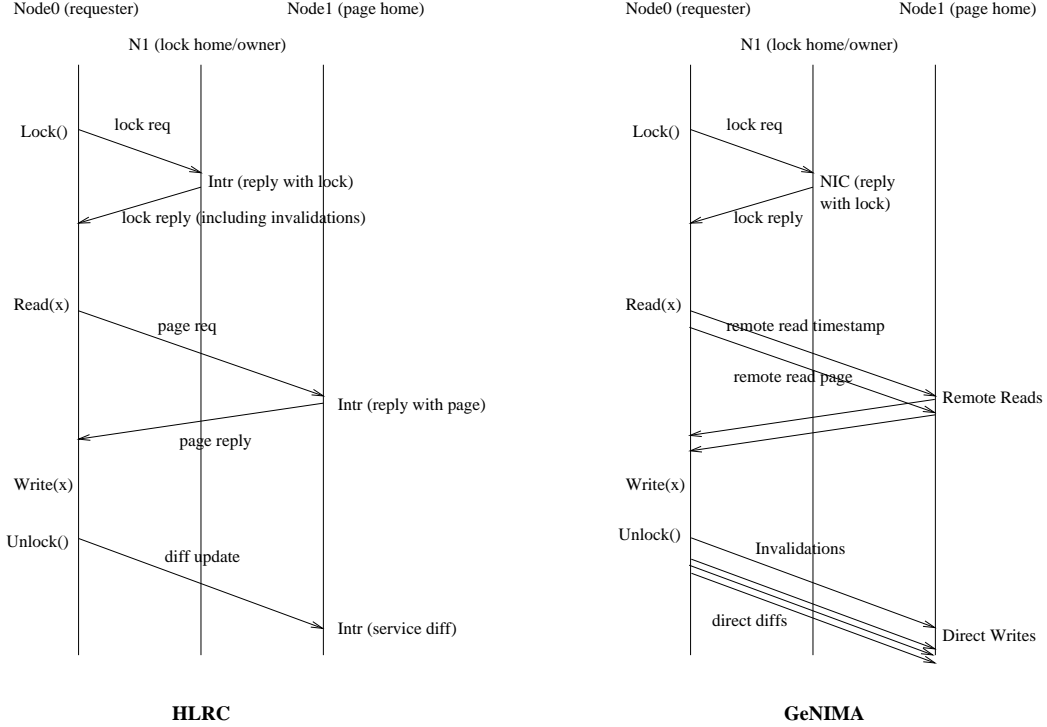 Node0 (requester)
Node1 (page home)
N1 (lock home/owner)
Lock()
lock req
Intr (reply with lock)
lock reply (including invalidations)
Read(x)
page req
Intr (reply with page)
page reply
Write(x)
Unlock()
diff update
Intr (service diff)
HLRC
Node0 (requester)
Node1 (page home)
N1 (lock home/owner)
Lock()
lock req
NIC (reply
with lock)
lock reply
Read(x)
remote read timestamp
remote read page
Remote Reads
Write(x)
Unlock()
Invalidations
direct diffs
Direct Writes
GeNIMA